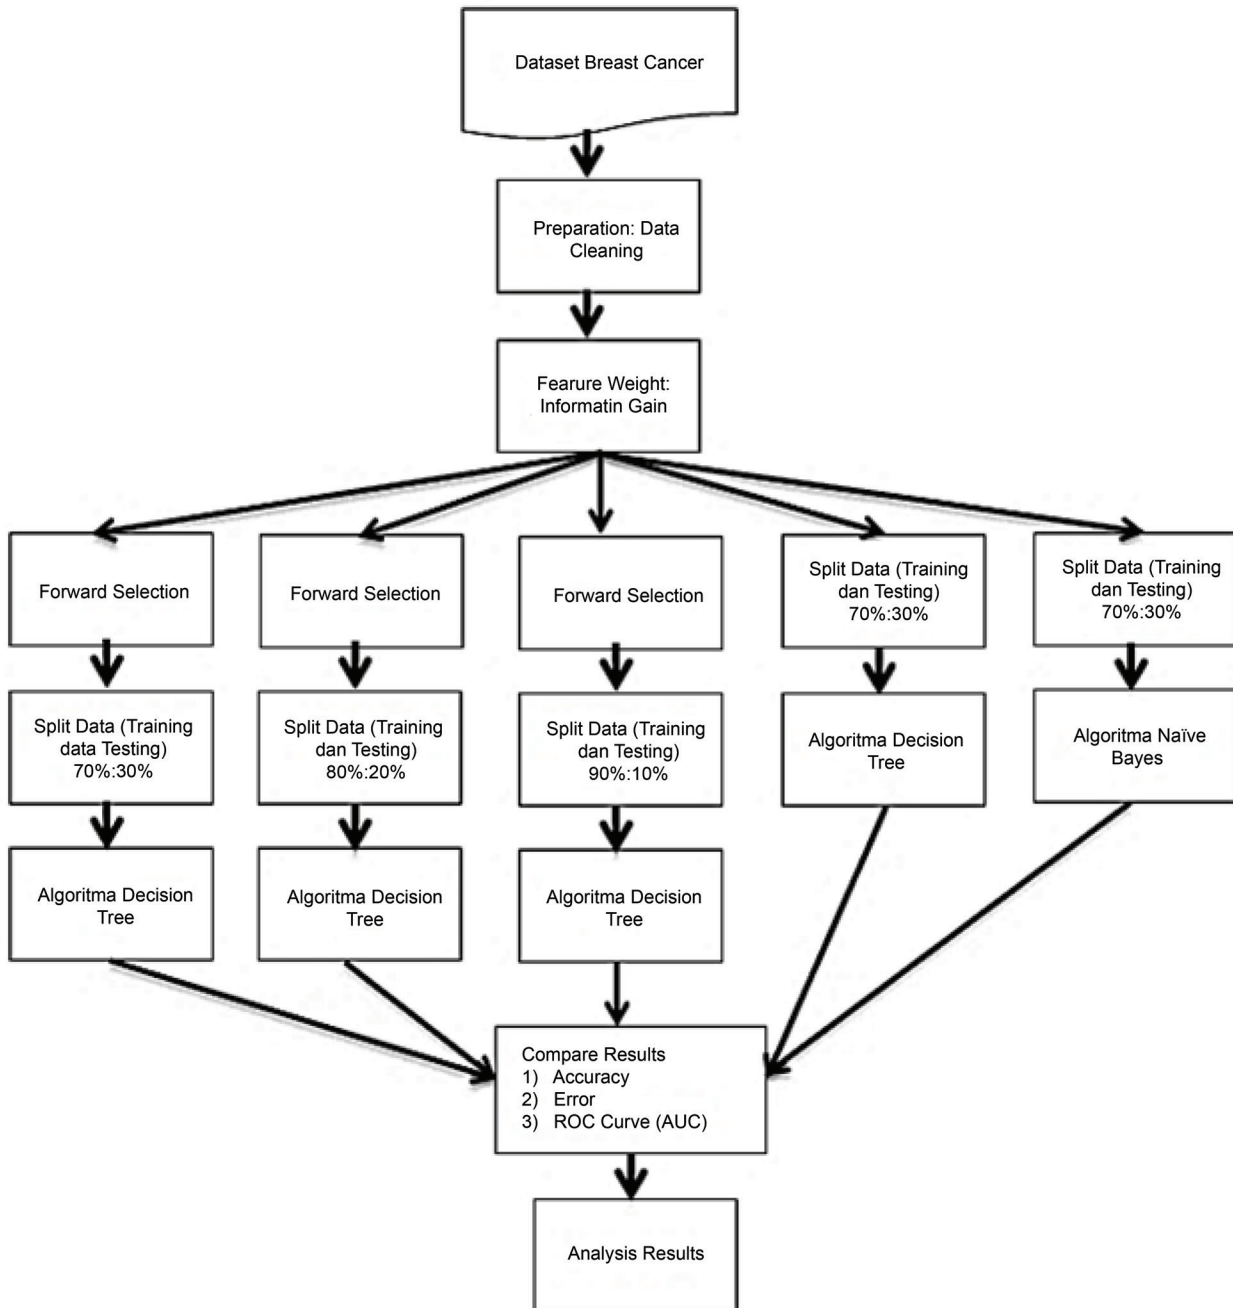 Dataset Breast Cancer
Preparation: Data
Cleaning
Fearure Weight:
Informatin Gain
Forward Selection
Forward Selection
Forward Selection
Split Data (Training
dan Testing)
70%:30%
Split Data (Training
dan Testing)
70%:30%
Split Data (Training
data Testing)
70%:30%
Split Data (Training
dan Testing)
80%:20%
Split Data (Training
dan Testing)
90%:10%
Algoritma Decision
Tree
Algoritma Naïve
Bayes
Algoritma Decision
Tree
Algoritma Decision
Tree
Algoritma Decision
Tree
Compare Results
1) Accuracy
2) Error
3) ROC Curve (AUC)
Analysis Results